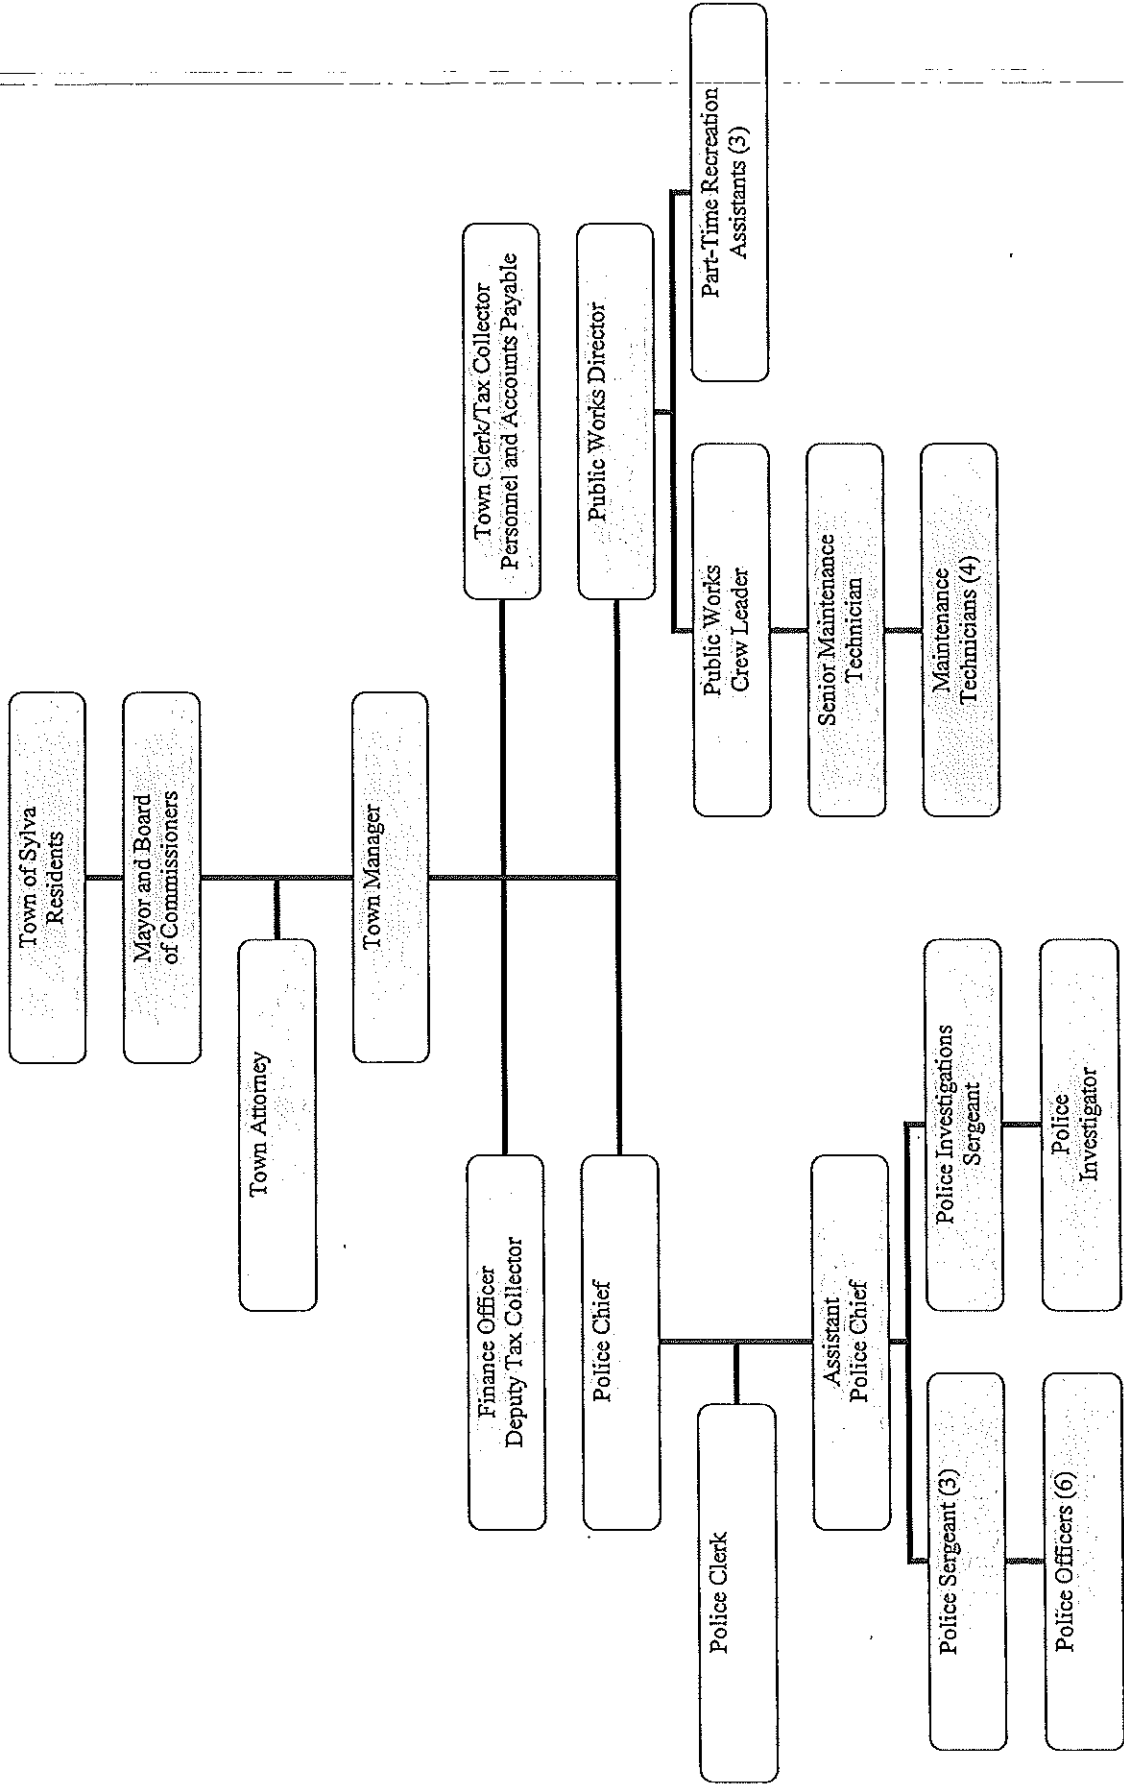 Town of Sylva
Residents
Mayor and Board
of Commissioners
Town Attorney
Town Manager
Finance Officer
Deputy Tax Collector
Town Clerk/Tax Collector
Personnel and Accounts Payable
Police Chief
Public Works Director
Police Clerk
Public Works
Crew Leader
Part-Time Recreation
Assistants (3)
Assistant
Police Chief
Senior Maintenance
Technician
Police Sergeant (3)
Police Investigations
Sergeant
Maintenance
Technicians (4)
Police Officers (6)
Police
Investigator